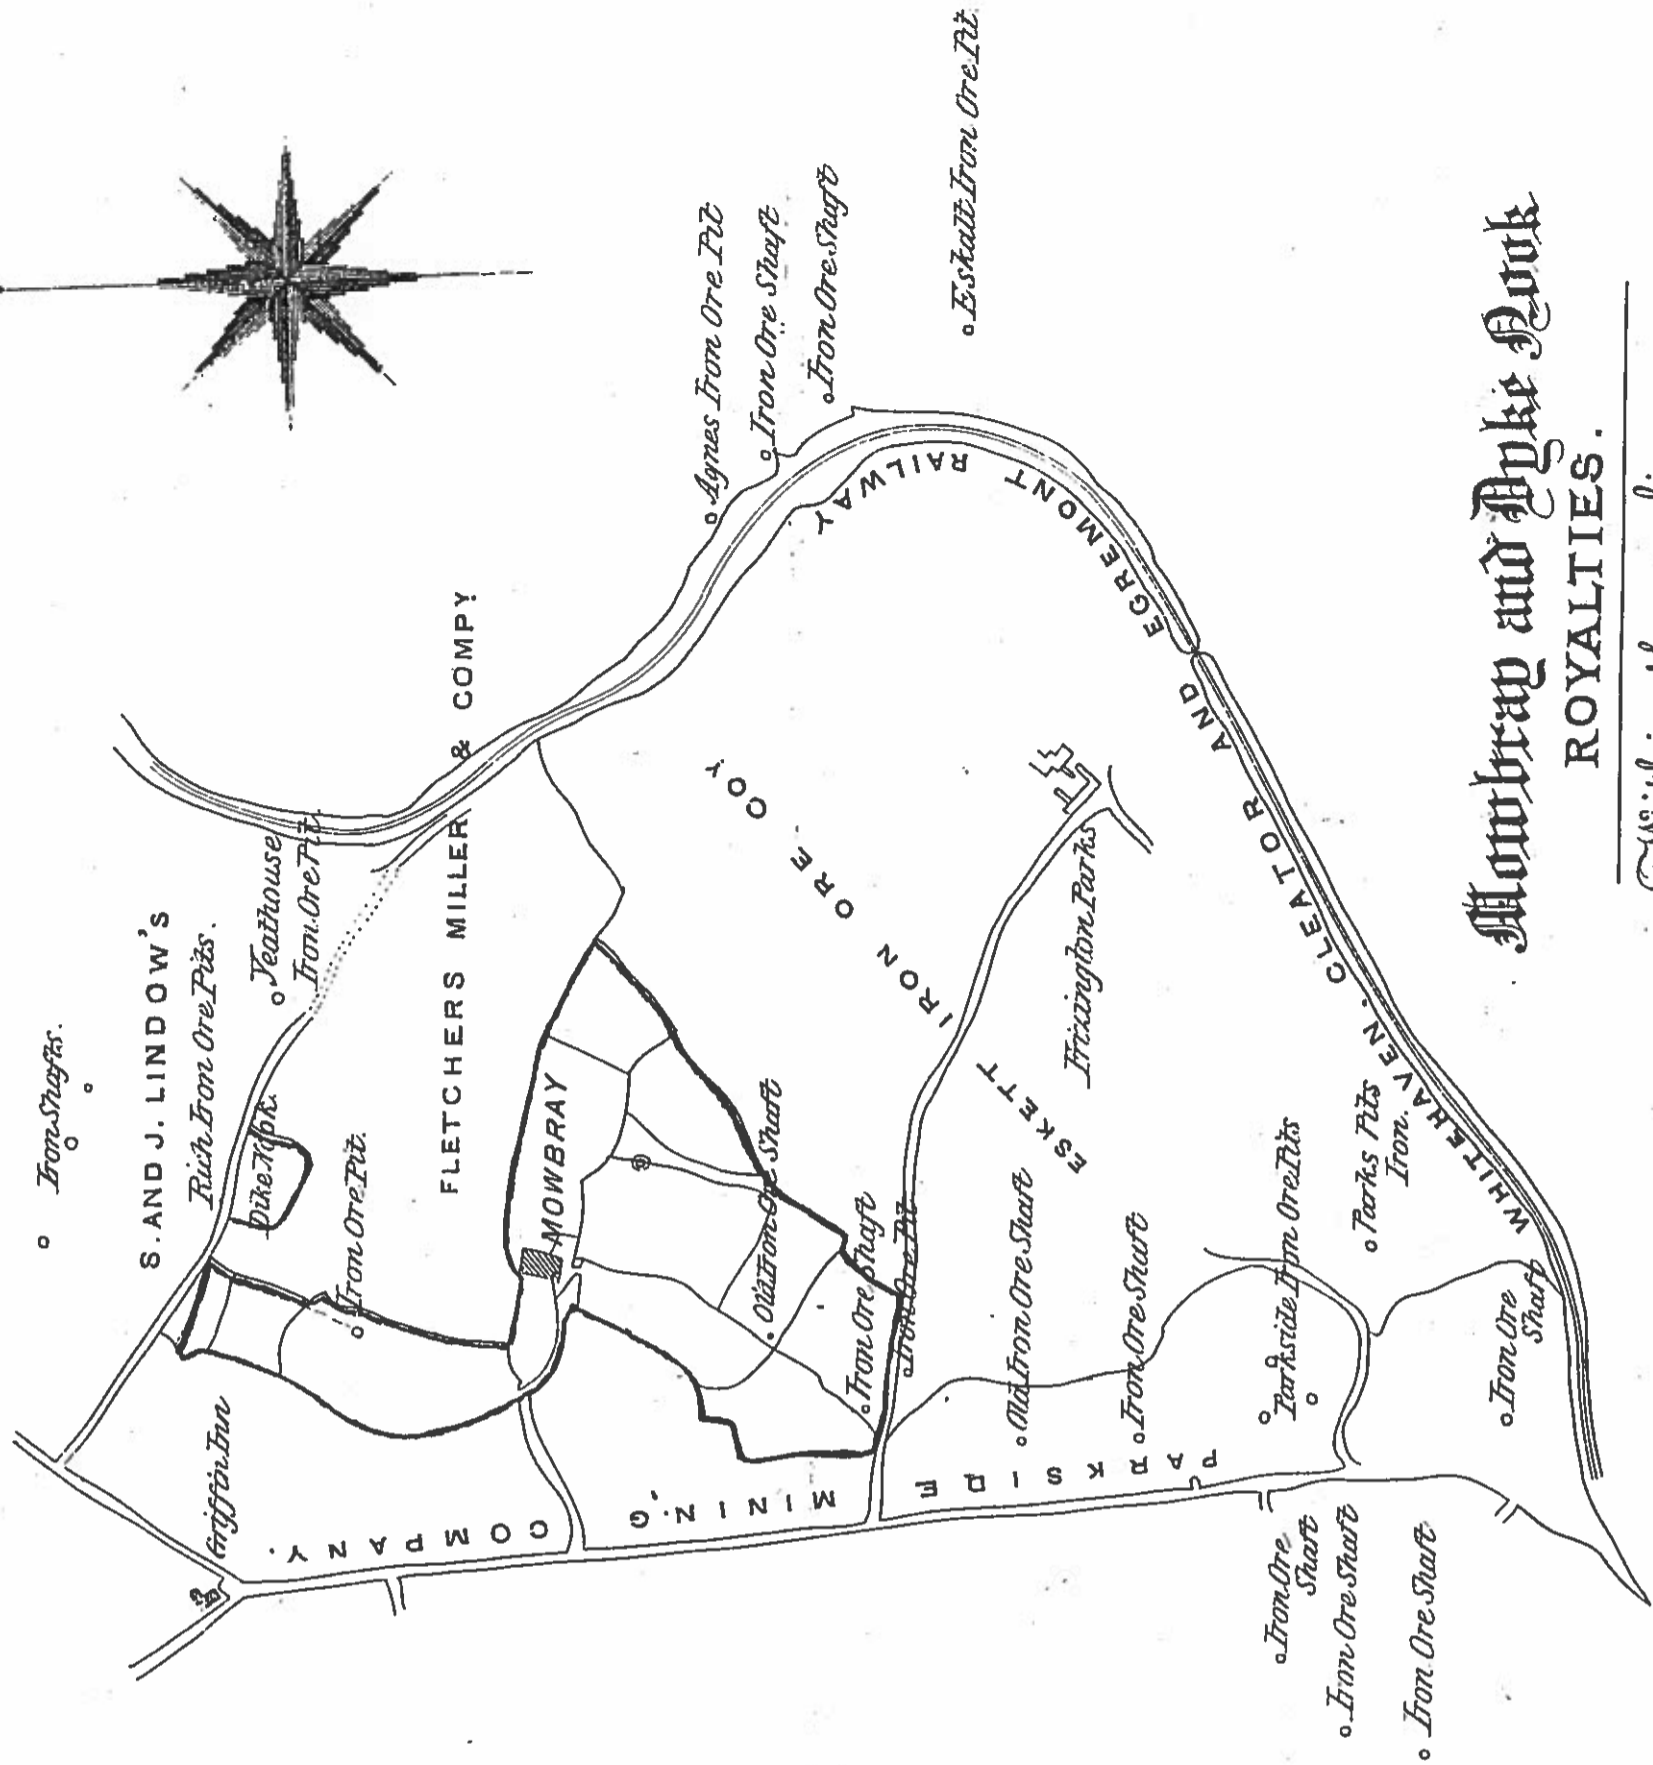 Iron Shafts.
S. AND J. LINDOW'S
Rich Iron Ore Pits.
Yeathouse
Iron Ore Pit
Dike Nook.
Iron Ore Pit.
Griffin Inn
FLETCHERS MILLER & COMPY.
MOWBRAY
Old Iron Ore Shaft
Iron Ore Shaft
Iron Ore Pit
Agnes Iron Ore Pit
Iron Ore Shaft
Iron Ore Shaft
Eskatt Iron Ore Pit.
ESKETT IRON ORE COY.
Frizington Parks
Old Iron Ore Shaft
Iron Ore Shaft
Parkside Iron Ore Pits
Parks Pits
Iron.
Iron Ore
Shaft
PARKSIDE MINING COMPANY.
Iron Ore
Shaft
Iron Ore Shaft
Iron Ore Shaft
WHITEHAVEN. CLEATOR AND EGREMONT RAILWAY
Mowbray and Dyke Nook
ROYALTIES.